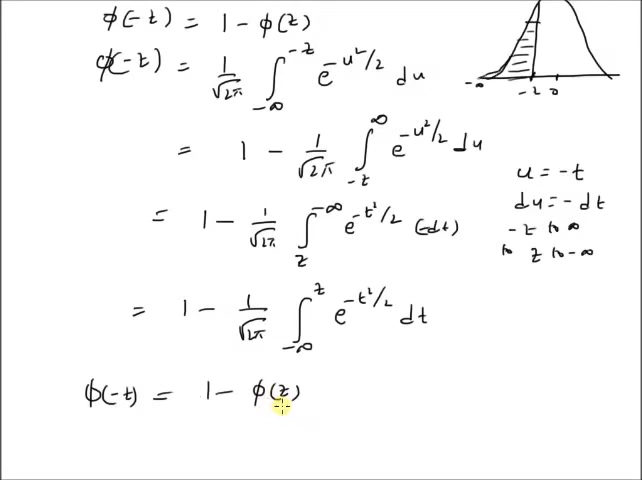 ϕ(-t) = 1 - ϕ(z)
ϕ(-t) = 1/√2π ∫_{-∞}^{-z} e^{-u²/2} du
-∞ -z 0
= 1 - 1/√2π ∫_{-z}^{∞} e^{-u²/2} du
u = -t
du = -dt
= 1 - 1/√2π ∫_{z}^{-∞} e^{-t²/2} (-dt)
-z to ∞
to z to -∞
= 1 - 1/√2π ∫_{-∞}^{z} e^{-t²/2} dt
ϕ(-t) = 1 - ϕ(z)